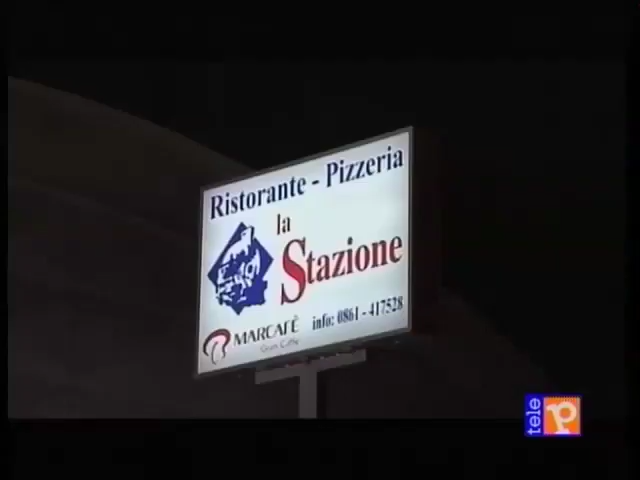 Ristorante - Pizzeria
la
Stazione
MARCAFÈ
Gran Caffè
info: 0861 - 417528
tele
p